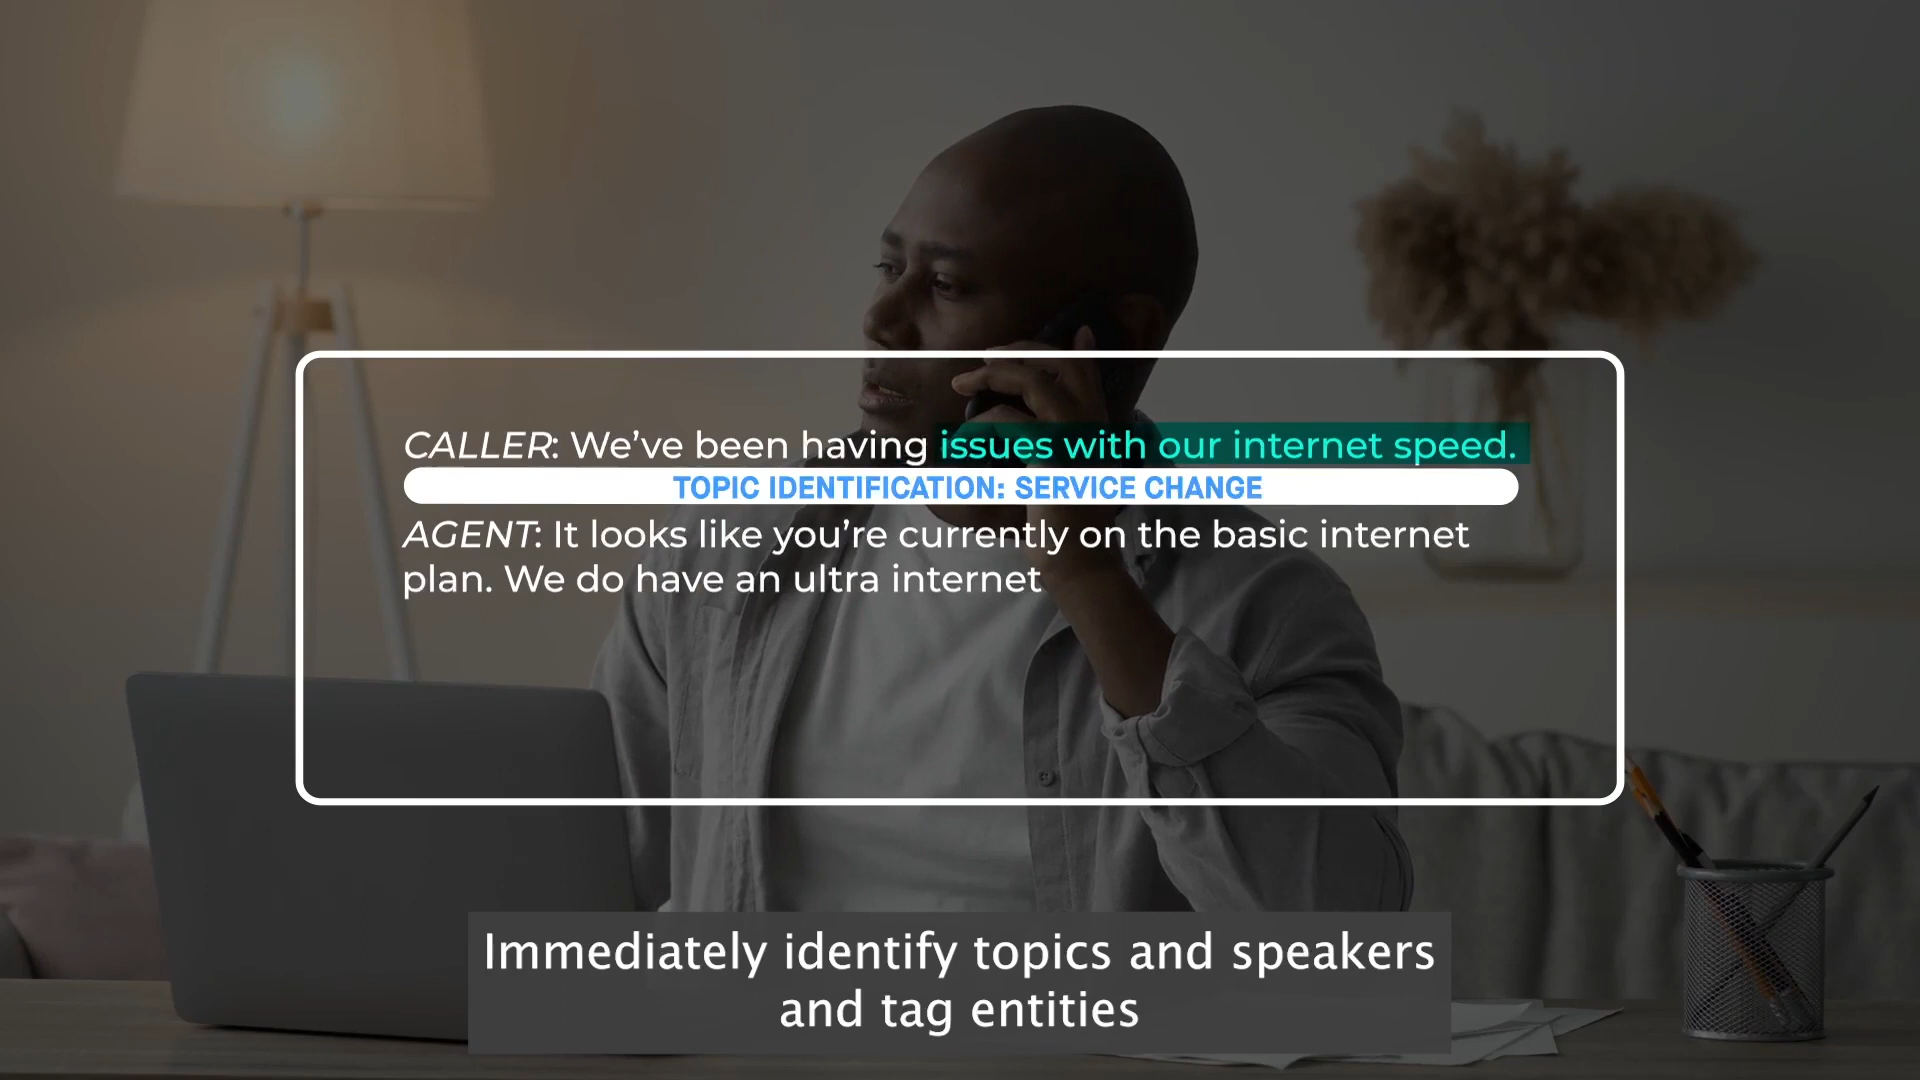 CALLER: We’ve been having issues with our internet speed.
TOPIC IDENTIFICATION: SERVICE CHANGE
AGENT: It looks like you’re currently on the basic internet
plan. We do have an ultra internet
Immediately identify topics and speakers
and tag entities